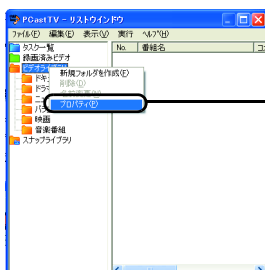 PCastTV - リストウインドウ
ファイル(F) 編集(E) 表示(V) 実行 ヘルプ(H)
タスク一覧
録画済みビデオ
No. 番組名
新規フォルダを作成(F)
削除(D)
プロパティ(P)
映画
音楽番組
スナップライブラリ